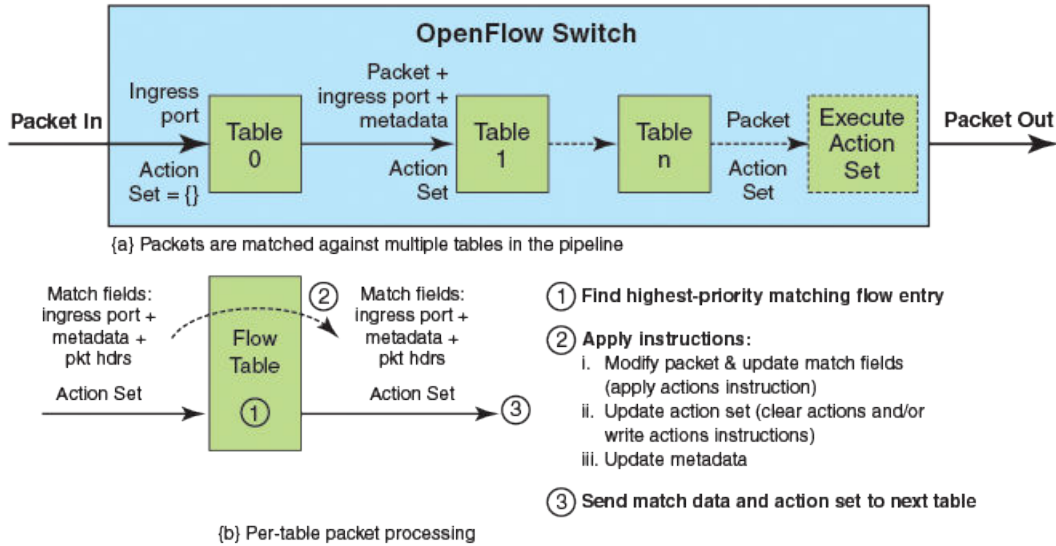 OpenFlow Switch
Packet In
Ingress
port
Action
Set = {}
Table
0
Packet +
ingress port +
metadata
Action
Set
Table
1
Table
n
Packet
Action
Set
Execute
Action
Set
Packet Out
{a} Packets are matched against multiple tables in the pipeline
Match fields:
ingress port +
metadata +
pkt hdrs
Action Set
Flow
Table
1
2
Match fields:
ingress port +
metadata +
pkt hdrs
Action Set
3
1 Find highest-priority matching flow entry
2 Apply instructions:
i. Modify packet & update match fields
(apply actions instruction)
ii. Update action set (clear actions and/or
write actions instructions)
iii. Update metadata
3 Send match data and action set to next table
{b} Per-table packet processing